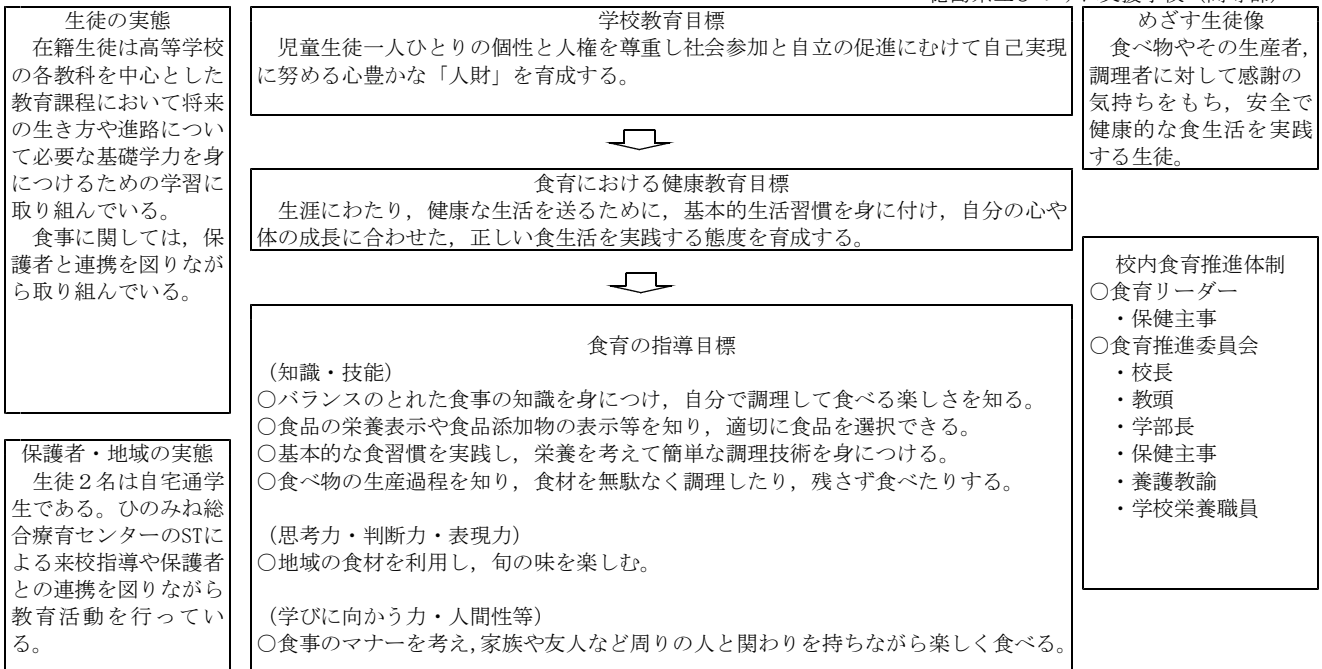 生徒の実態
在籍生徒は高等学校
の各教科を中心とした
教育課程において将来
の生き方や進路につい
て必要な基礎学力を身
につけるための学習に
取り組んでいる。
食事に関しては，保
護者と連携を図りなが
ら取り組んでいる。
保護者・地域の実態
生徒２名は自宅通学
生である。ひのみね総
合療育センターのSTに
よる来校指導や保護者
との連携を図りながら
教育活動を行ってい
る。
学校教育目標
児童生徒一人ひとりの個性と人権を尊重し社会参加と自立の促進にむけて自己実現
に努める心豊かな「人財」を育成する。
食育における健康教育目標
生涯にわたり，健康な生活を送るために，基本的生活習慣を身に付け，自分の心や
体の成長に合わせた，正しい食生活を実践する態度を育成する。
食育の指導目標
（知識・技能）
○バランスのとれた食事の知識を身につけ，自分で調理して食べる楽しさを知る。
○食品の栄養表示や食品添加物の表示等を知り，適切に食品を選択できる。
○基本的な食習慣を実践し，栄養を考えて簡単な調理技術を身につける。
○食べ物の生産過程を知り，食材を無駄なく調理したり，残さず食べたりする。
（思考力・判断力・表現力）
○地域の食材を利用し，旬の味を楽しむ。
（学びに向かう力・人間性等）
○食事のマナーを考え,家族や友人など周りの人と関わりを持ちながら楽しく食べる。
めざす生徒像
食べ物やその生産者，
調理者に対して感謝の
気持ちをもち，安全で
健康的な食生活を実践
する生徒。
校内食育推進体制
○食育リーダー
・保健主事
○食育推進委員会
・校長
・教頭
・学部長
・保健主事
・養護教諭
・学校栄養職員